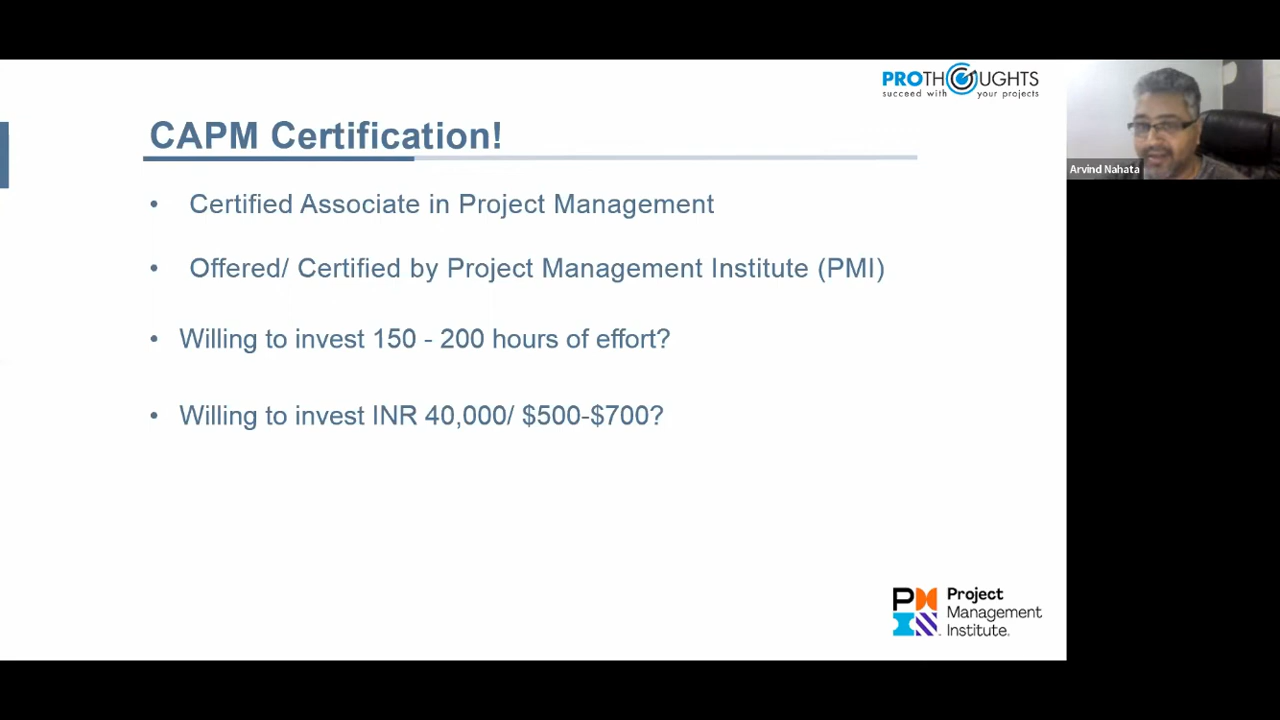 PROTHOUGHTS
succeed with your projects
CAPM Certification!
• Certified Associate in Project Management
• Offered/ Certified by Project Management Institute (PMI)
• Willing to invest 150 - 200 hours of effort?
• Willing to invest INR 40,000/ $500-$700?
Arvind Nahata
Project
Management
Institute.